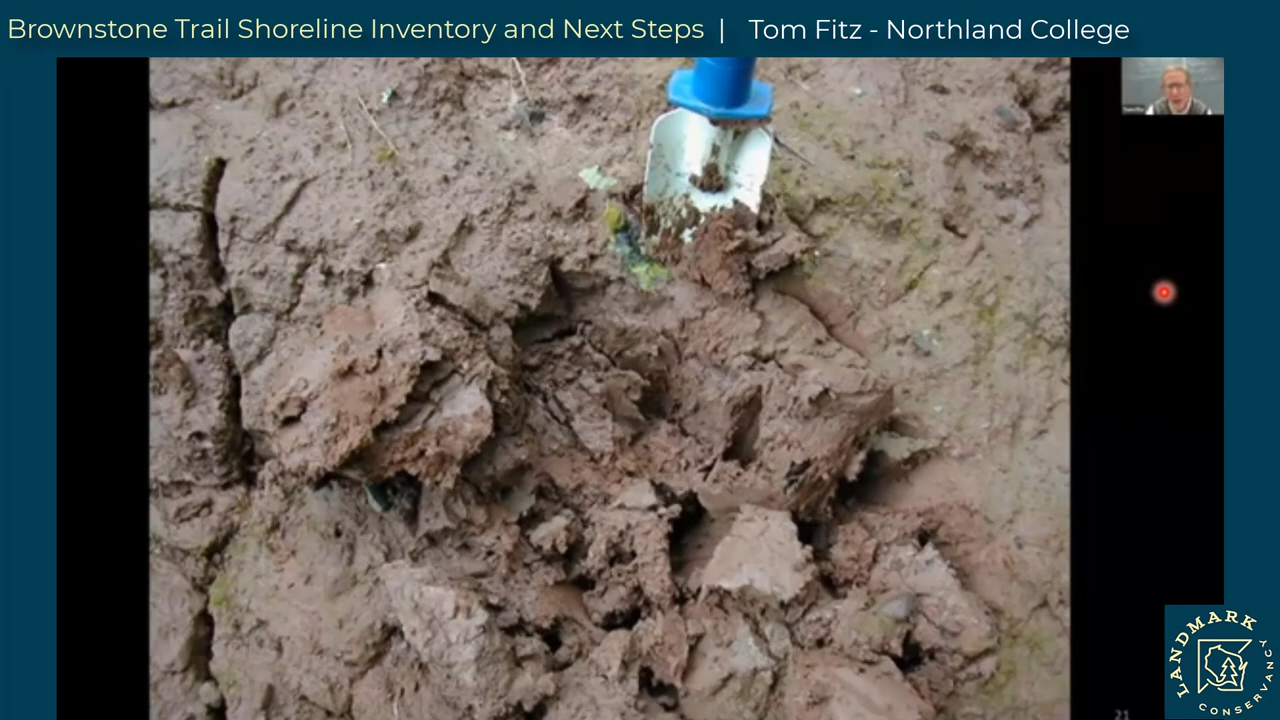 Brownstone Trail Shoreline Inventory and Next Steps | Tom Fitz - Northland College
21
LANDMARK
CONSERVANCY